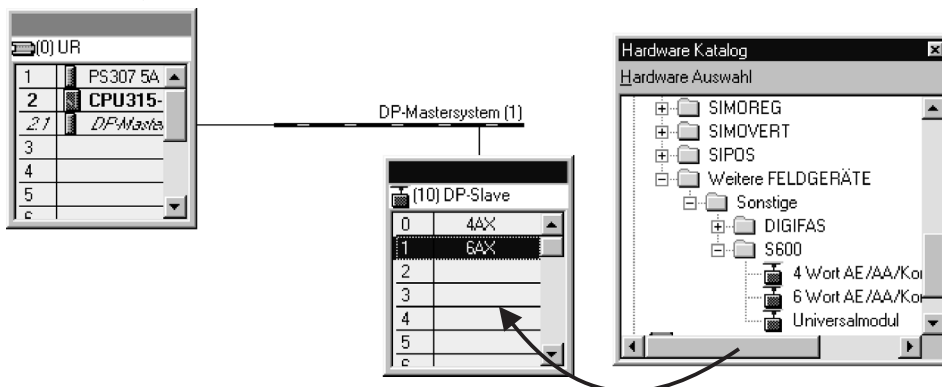 (0) UR
1 PS307 5A
2 CPU315-
2.1 DP-Maste
3
4
5
6
DP-Mastersystem (1)
(10) DP-Slave
0 4AX
1 6AX
2
3
4
5
6
Hardware Katalog
Hardware Auswahl
SIMOREG
SIMOVERT
SIPOS
Weitere FELDGERÄTE
Sonstige
DIGIFAS
S600
4 Wort AE/AA/Ko
6 Wort AE/AA/Ko
Universalmodul